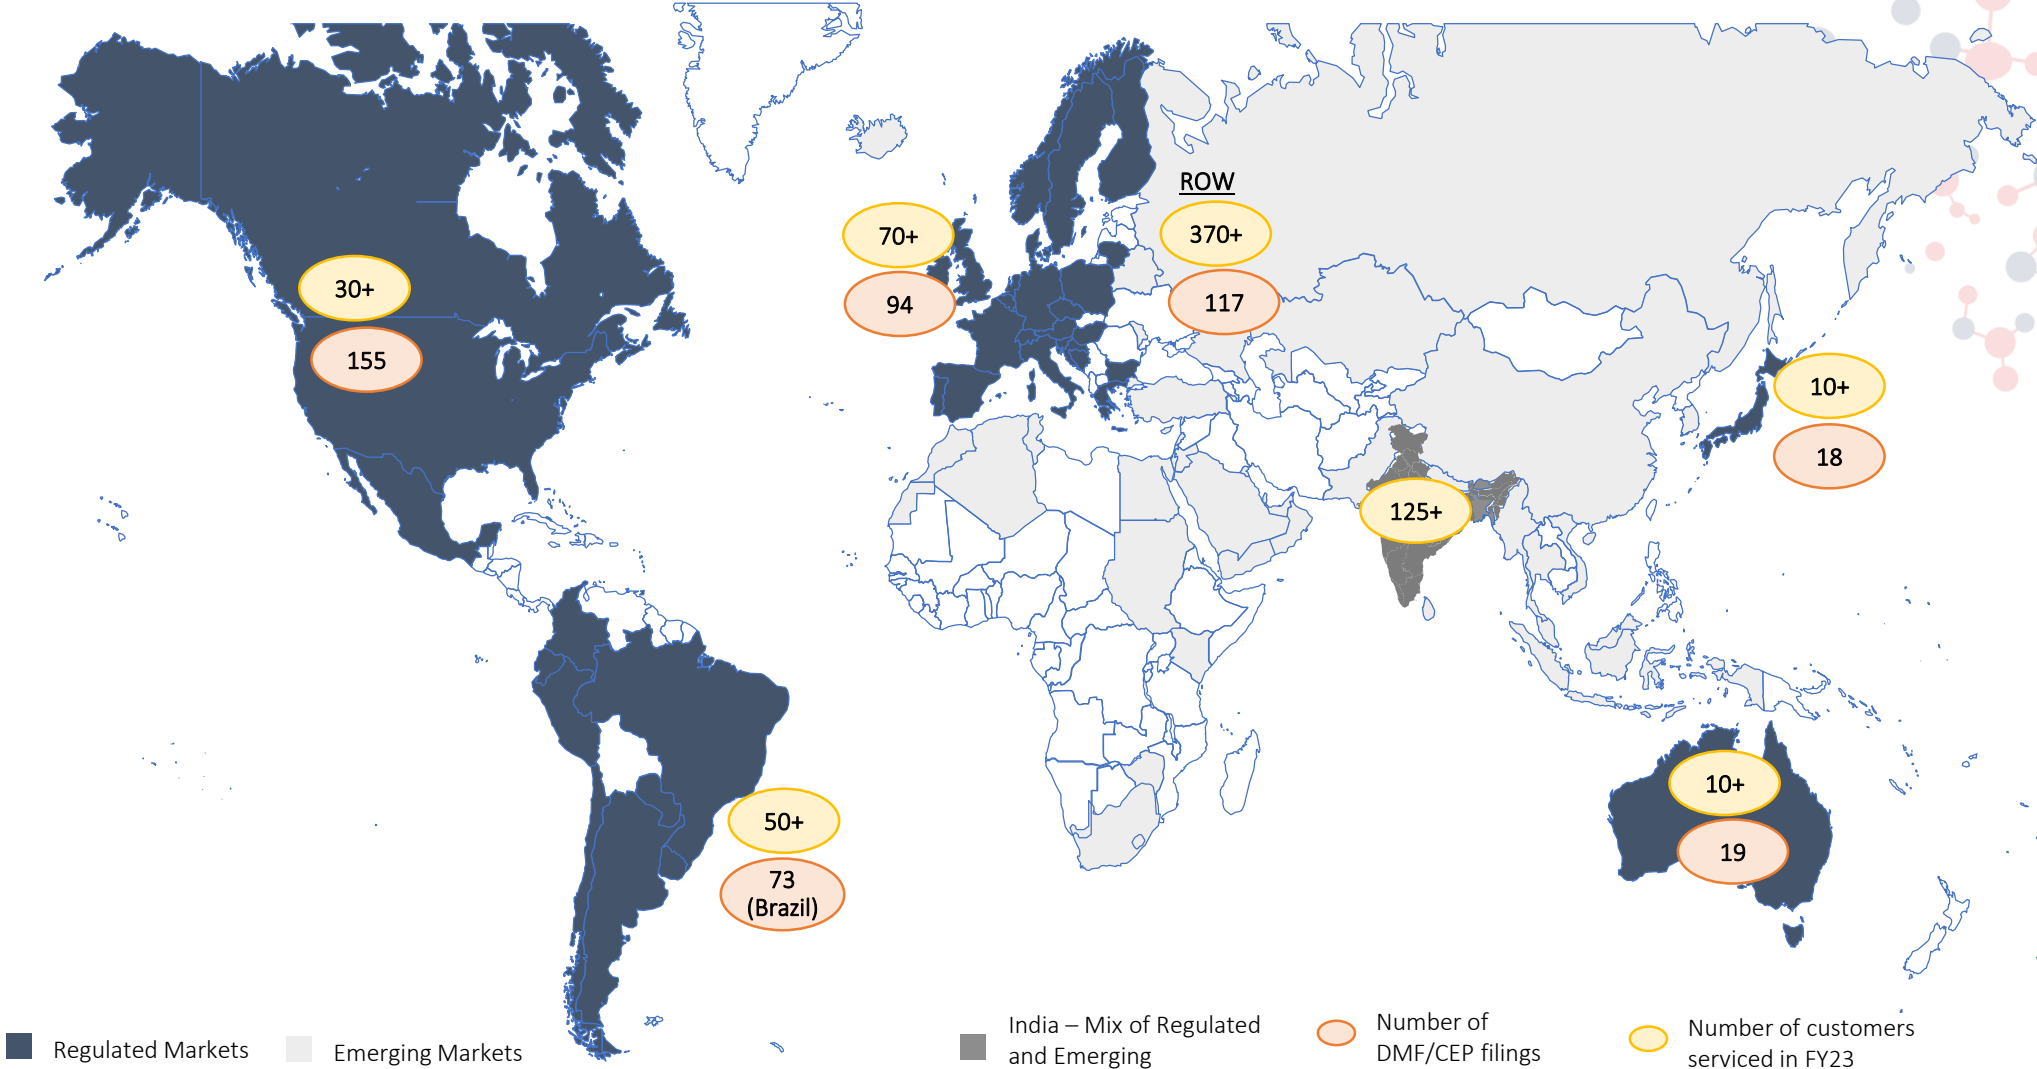 ROW
70+
370+
94
117
30+
155
10+
18
125+
10+
19
50+
73
(Brazil)
Regulated Markets
Emerging Markets
India – Mix of Regulated
and Emerging
Number of
DMF/CEP filings
Number of customers
serviced in FY23